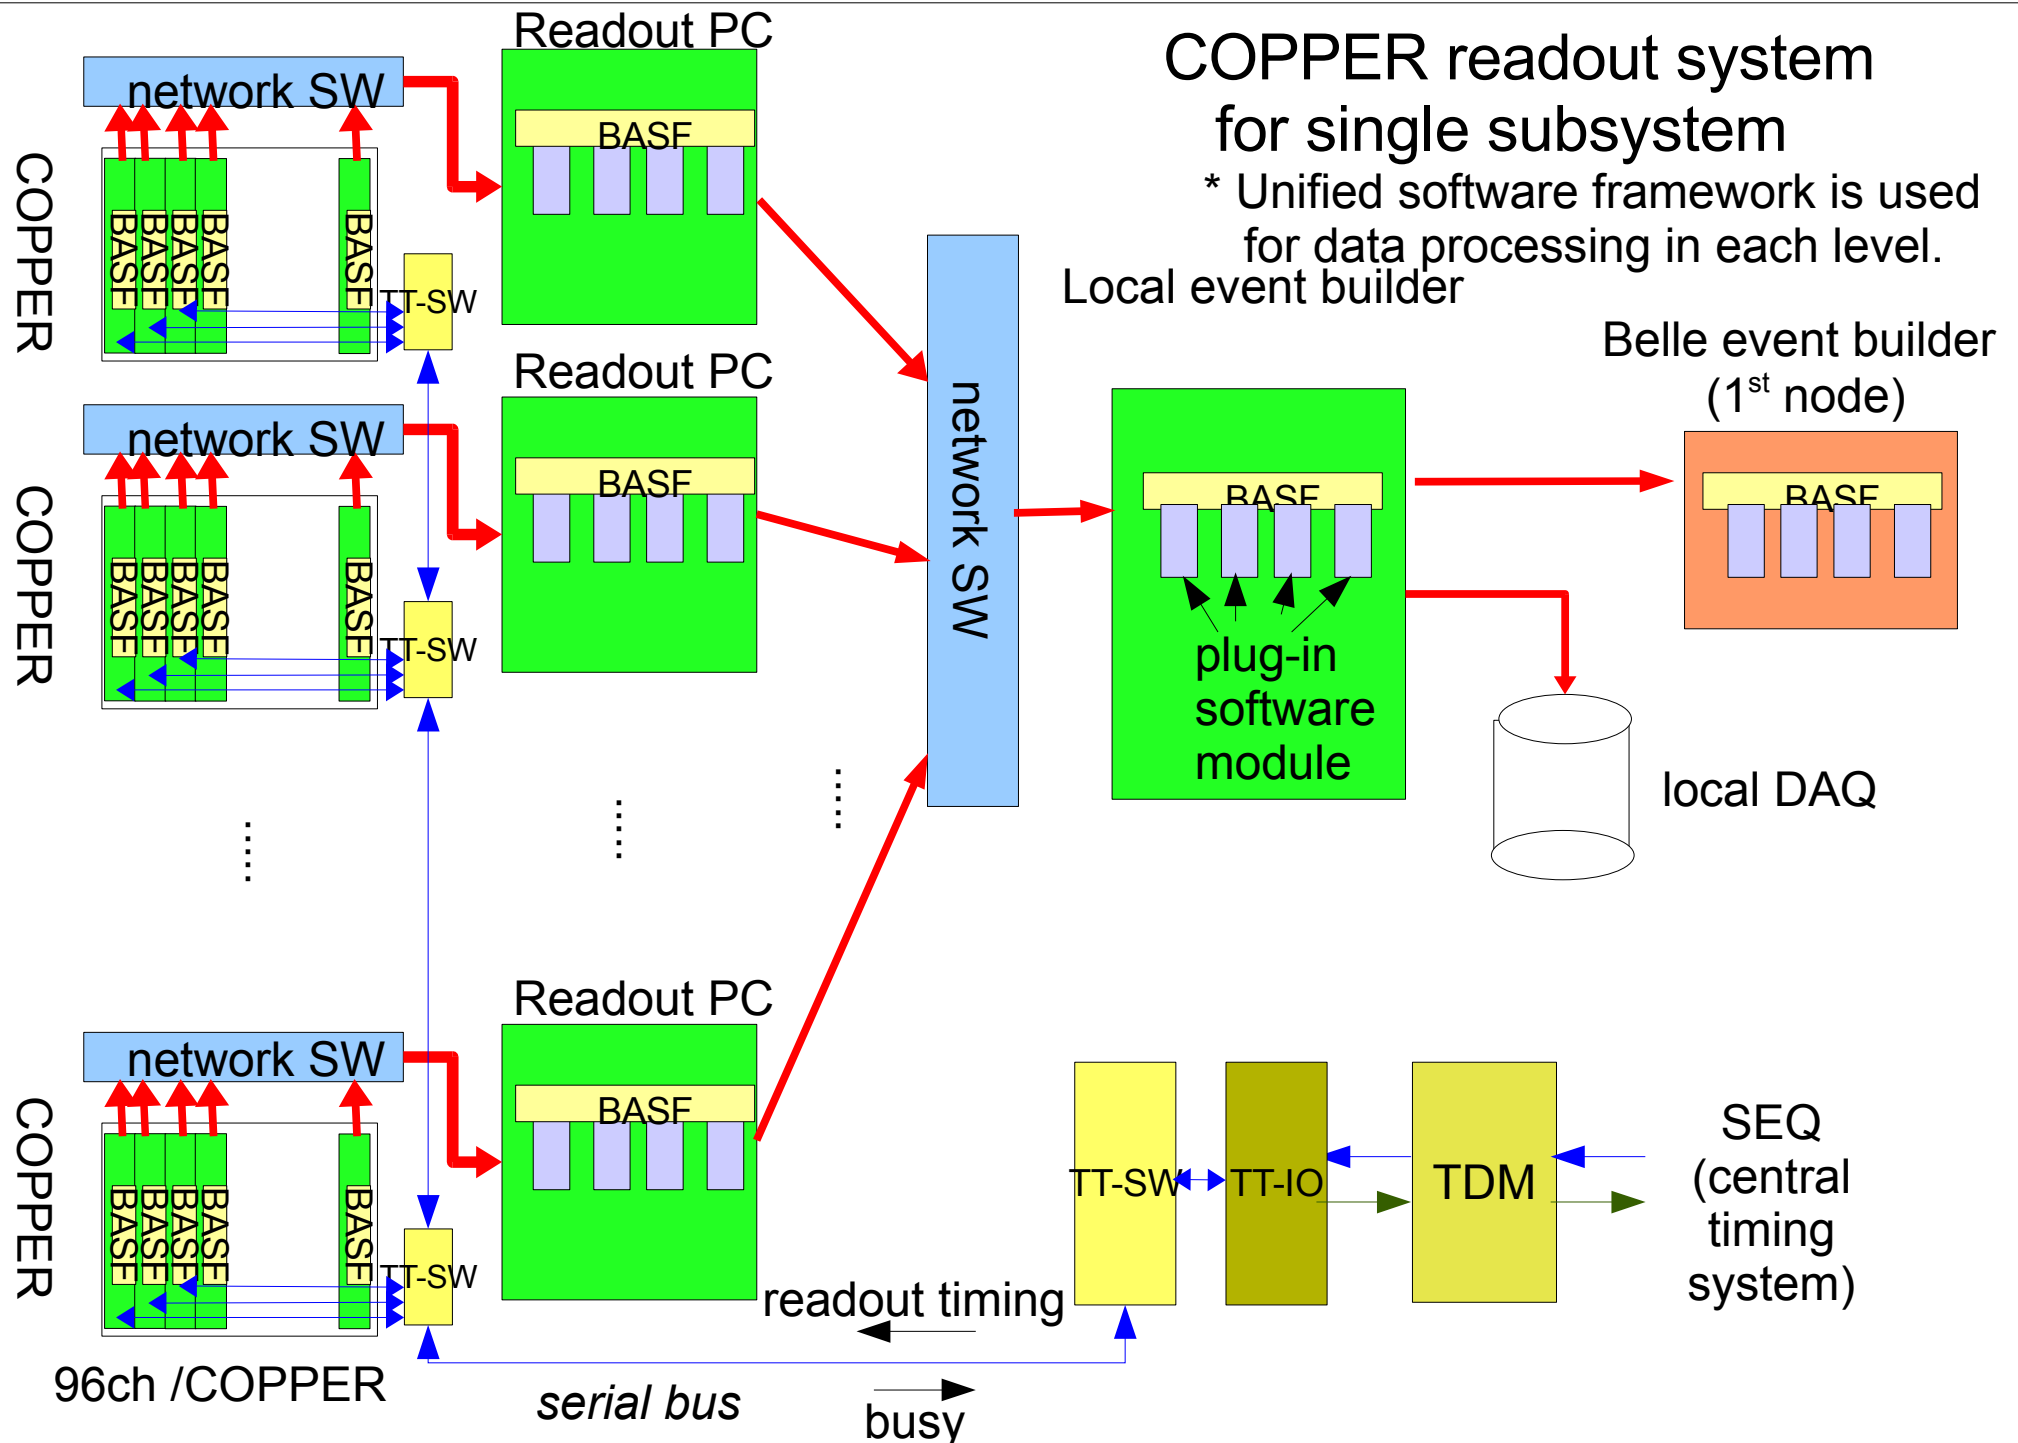 COPPER readout system
for single subsystem
* Unified software framework is used
for data processing in each level.
Readout PC
network SW
BASF
COPPER
BASF
BASF
BASF
BASF
BASF
TT-SW
Local event builder
Belle event builder
(1st node)
Readout PC
network SW
BASF
COPPER
BASF
BASF
BASF
BASF
BASF
TT-SW
network SW
BASF
BASF
plug-in
software
module
local DAQ
......
......
......
Readout PC
network SW
BASF
COPPER
BASF
BASF
BASF
BASF
BASF
TT-SW
TT-SW
TT-IO
TDM
SEQ
(central
timing
system)
readout timing
96ch /COPPER
serial bus
busy